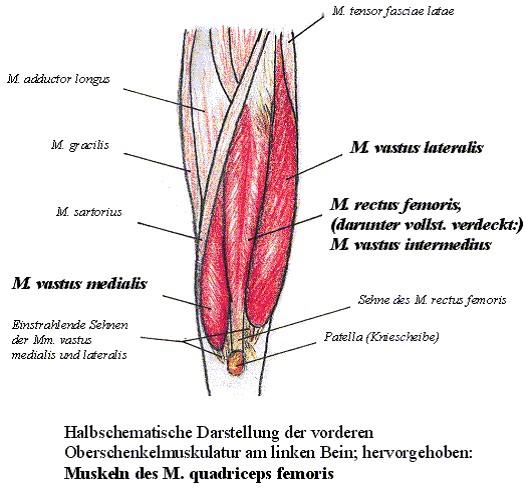 M. tensor fasciae latae
M. adductor longus
M. gracilis
M. vastus lateralis
M. rectus femoris,
(darunter vollst. verdeckt:)
M. vastus intermedius
M. sartorius
M. vastus medialis
Sehne des M. rectus femoris
Einstrahlende Sehnen
der Mm. vastus
medialis und lateralis
Patella (Kniescheibe)
Halbschematische Darstellung der vorderen
Oberschenkelmuskulatur am linken Bein; hervorgehoben:
Muskeln des M. quadriceps femoris